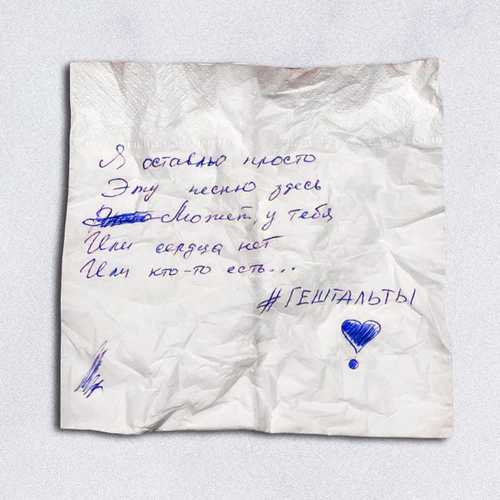 Я оставлю просто
Эту песню здесь
Может, у тебя
Или сердца нет
Или кто-то есть...
#ГЕШТАЛЬТЫ